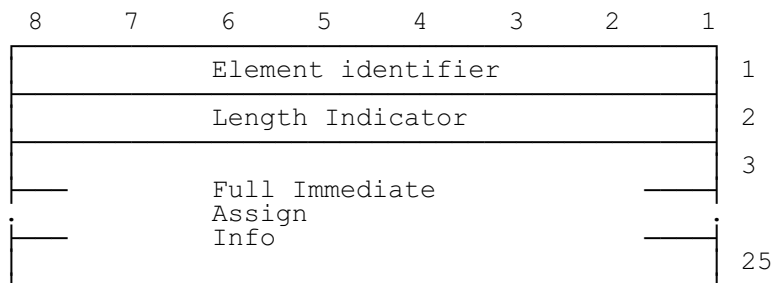 8 7 6 5 4 3 2 1
Element identifier 1
Length Indicator 2
3
Full Immediate
Assign
Info
25